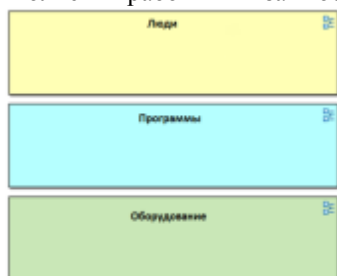 Люди
Программы
Оборудование